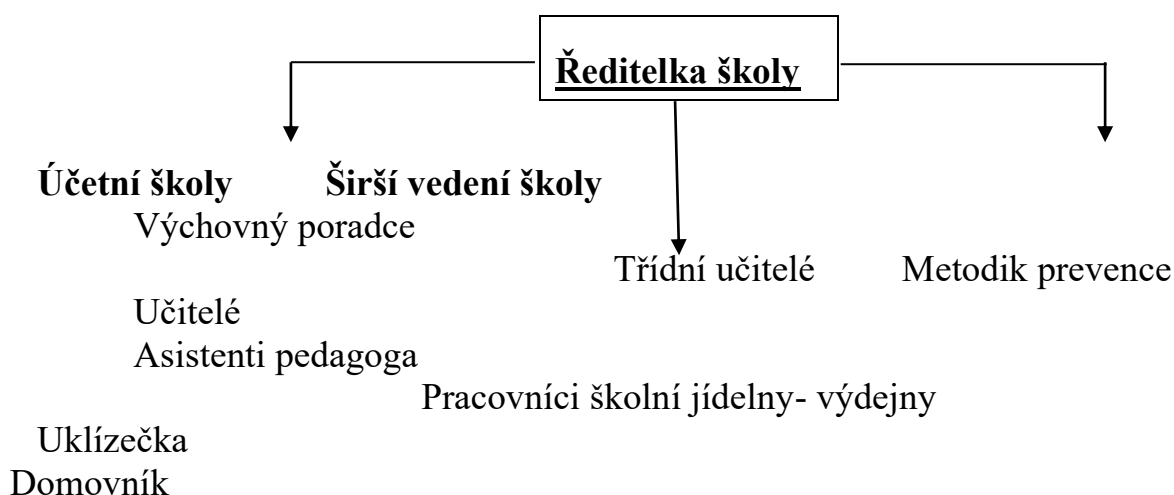 Ředitelka školy
Účetní školy Širší vedení školy
Výchovný poradce
Třídní učitelé Metodik prevence
Učitelé
Asistenti pedagoga
Pracovníci školní jídelny- výdejny
Uklízečka
Domovník